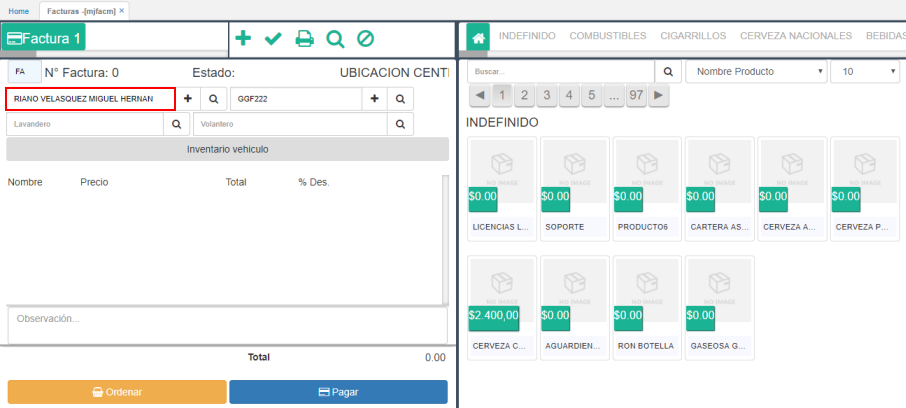 Home
Facturas -[mjfacm] ×
Factura 1
INDEFINIDO COMBUSTIBLES CIGARRILLOS CERVEZA NACIONALES BEBIDAS
FA N° Factura: 0 Estado: UBICACION CENT
RIANO VELASQUEZ MIGUEL HERNAN
GGF222
Lavandero
Volantero
Inventario vehiculo
Nombre Precio Total % Des.
Observación...
Total 0.00
Ordenar
Pagar
Buscar...
Nombre Producto
10
1 2 3 4 5 ... 97
INDEFINIDO
NO IMAGE NO IMAGE NO IMAGE NO IMAGE NO IMAGE NO IMAGE
$0.00 $0.00 $0.00 $0.00 $0.00 $0.00
LICENCIAS L... SOPORTE PRODUCTO6 CARTERA AS... CERVEZA A... CERVEZA P...
NO IMAGE NO IMAGE NO IMAGE NO IMAGE
$2.400,00 $0.00 $0.00 $0.00
CERVEZA C... AGUARDIEN... RON BOTELLA GASEOSA G...